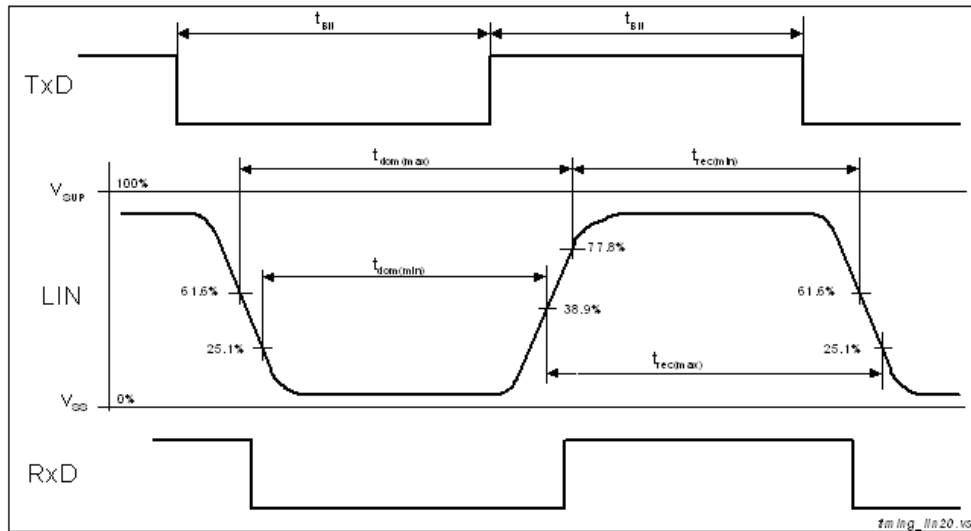 tBit tBit
TxD
tdom(max) trec(min)
VSUP 100%
77.8%
tdom(min)
LIN 61.6% 38.9% 61.6%
25.1% 25.1%
trec(max)
VSS 0%
RxD
timing_lin20.vs